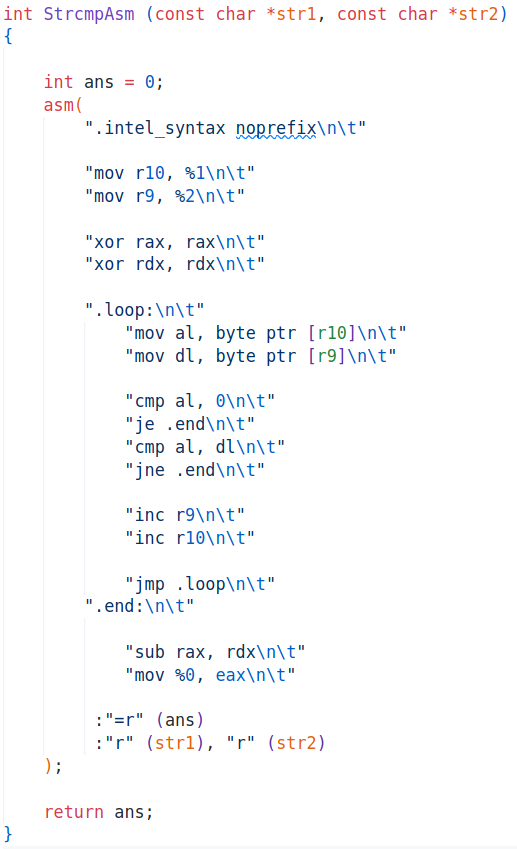 int StrcmpAsm (const char *str1, const char *str2)
{
int ans = 0;
asm(
".intel_syntax noprefix\n\t"
"mov r10, %1\n\t"
"mov r9, %2\n\t"
"xor rax, rax\n\t"
"xor rdx, rdx\n\t"
".loop:\n\t"
"mov al, byte ptr [r10]\n\t"
"mov dl, byte ptr [r9]\n\t"
"cmp al, 0\n\t"
"je .end\n\t"
"cmp al, dl\n\t"
"jne .end\n\t"
"inc r9\n\t"
"inc r10\n\t"
"jmp .loop\n\t"
".end:\n\t"
"sub rax, rdx\n\t"
"mov %0, eax\n\t"
:"=r" (ans)
:"r" (str1), "r" (str2)
);
return ans;
}